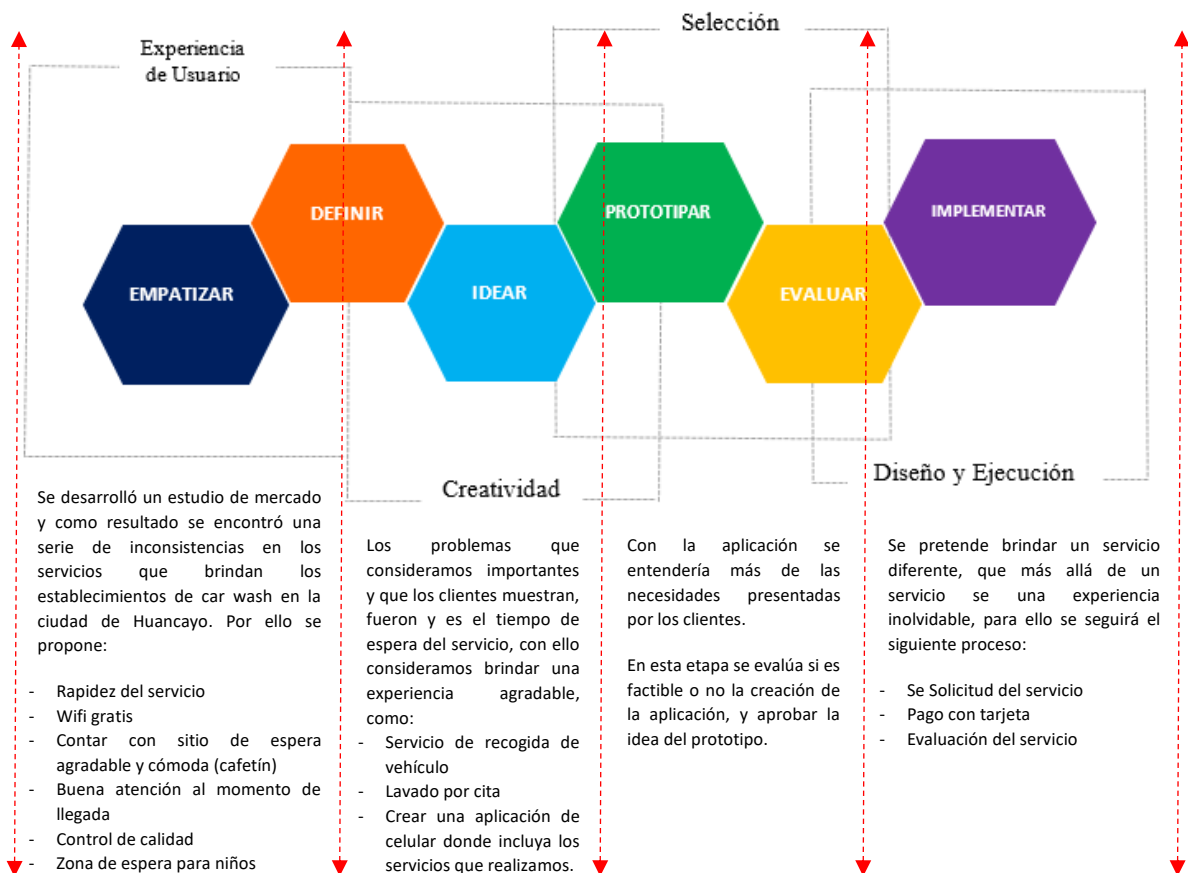 Selección
Experiencia
de Usuario
DEFINIR
PROTOTIPAR
IMPLEMENTAR
EMPATIZAR
IDEAR
EVALUAR
Creatividad
Diseño y Ejecución
Se desarrolló un estudio de mercado
y como resultado se encontró una
serie de inconsistencias en los
servicios que brindan los
establecimientos de car wash en la
ciudad de Huancayo. Por ello se
propone:
- Rapidez del servicio
- Wifi gratis
- Contar con sitio de espera
agradable y cómoda (cafetín)
- Buena atención al momento de
llegada
- Control de calidad
- Zona de espera para niños
Los problemas que
consideramos importantes
y que los clientes muestran,
fueron y es el tiempo de
espera del servicio, con ello
consideramos brindar una
experiencia agradable,
como:
- Servicio de recogida de
vehículo
- Lavado por cita
- Crear una aplicación de
celular donde incluya los
servicios que realizamos.
Con la aplicación se
entendería más de las
necesidades presentadas
por los clientes.
En esta etapa se evalúa si es
factible o no la creación de
la aplicación, y aprobar la
idea del prototipo.
Se pretende brindar un servicio
diferente, que más allá de un
servicio se una experiencia
inolvidable, para ello se seguirá el
siguiente proceso:
- Se Solicitud del servicio
- Pago con tarjeta
- Evaluación del servicio